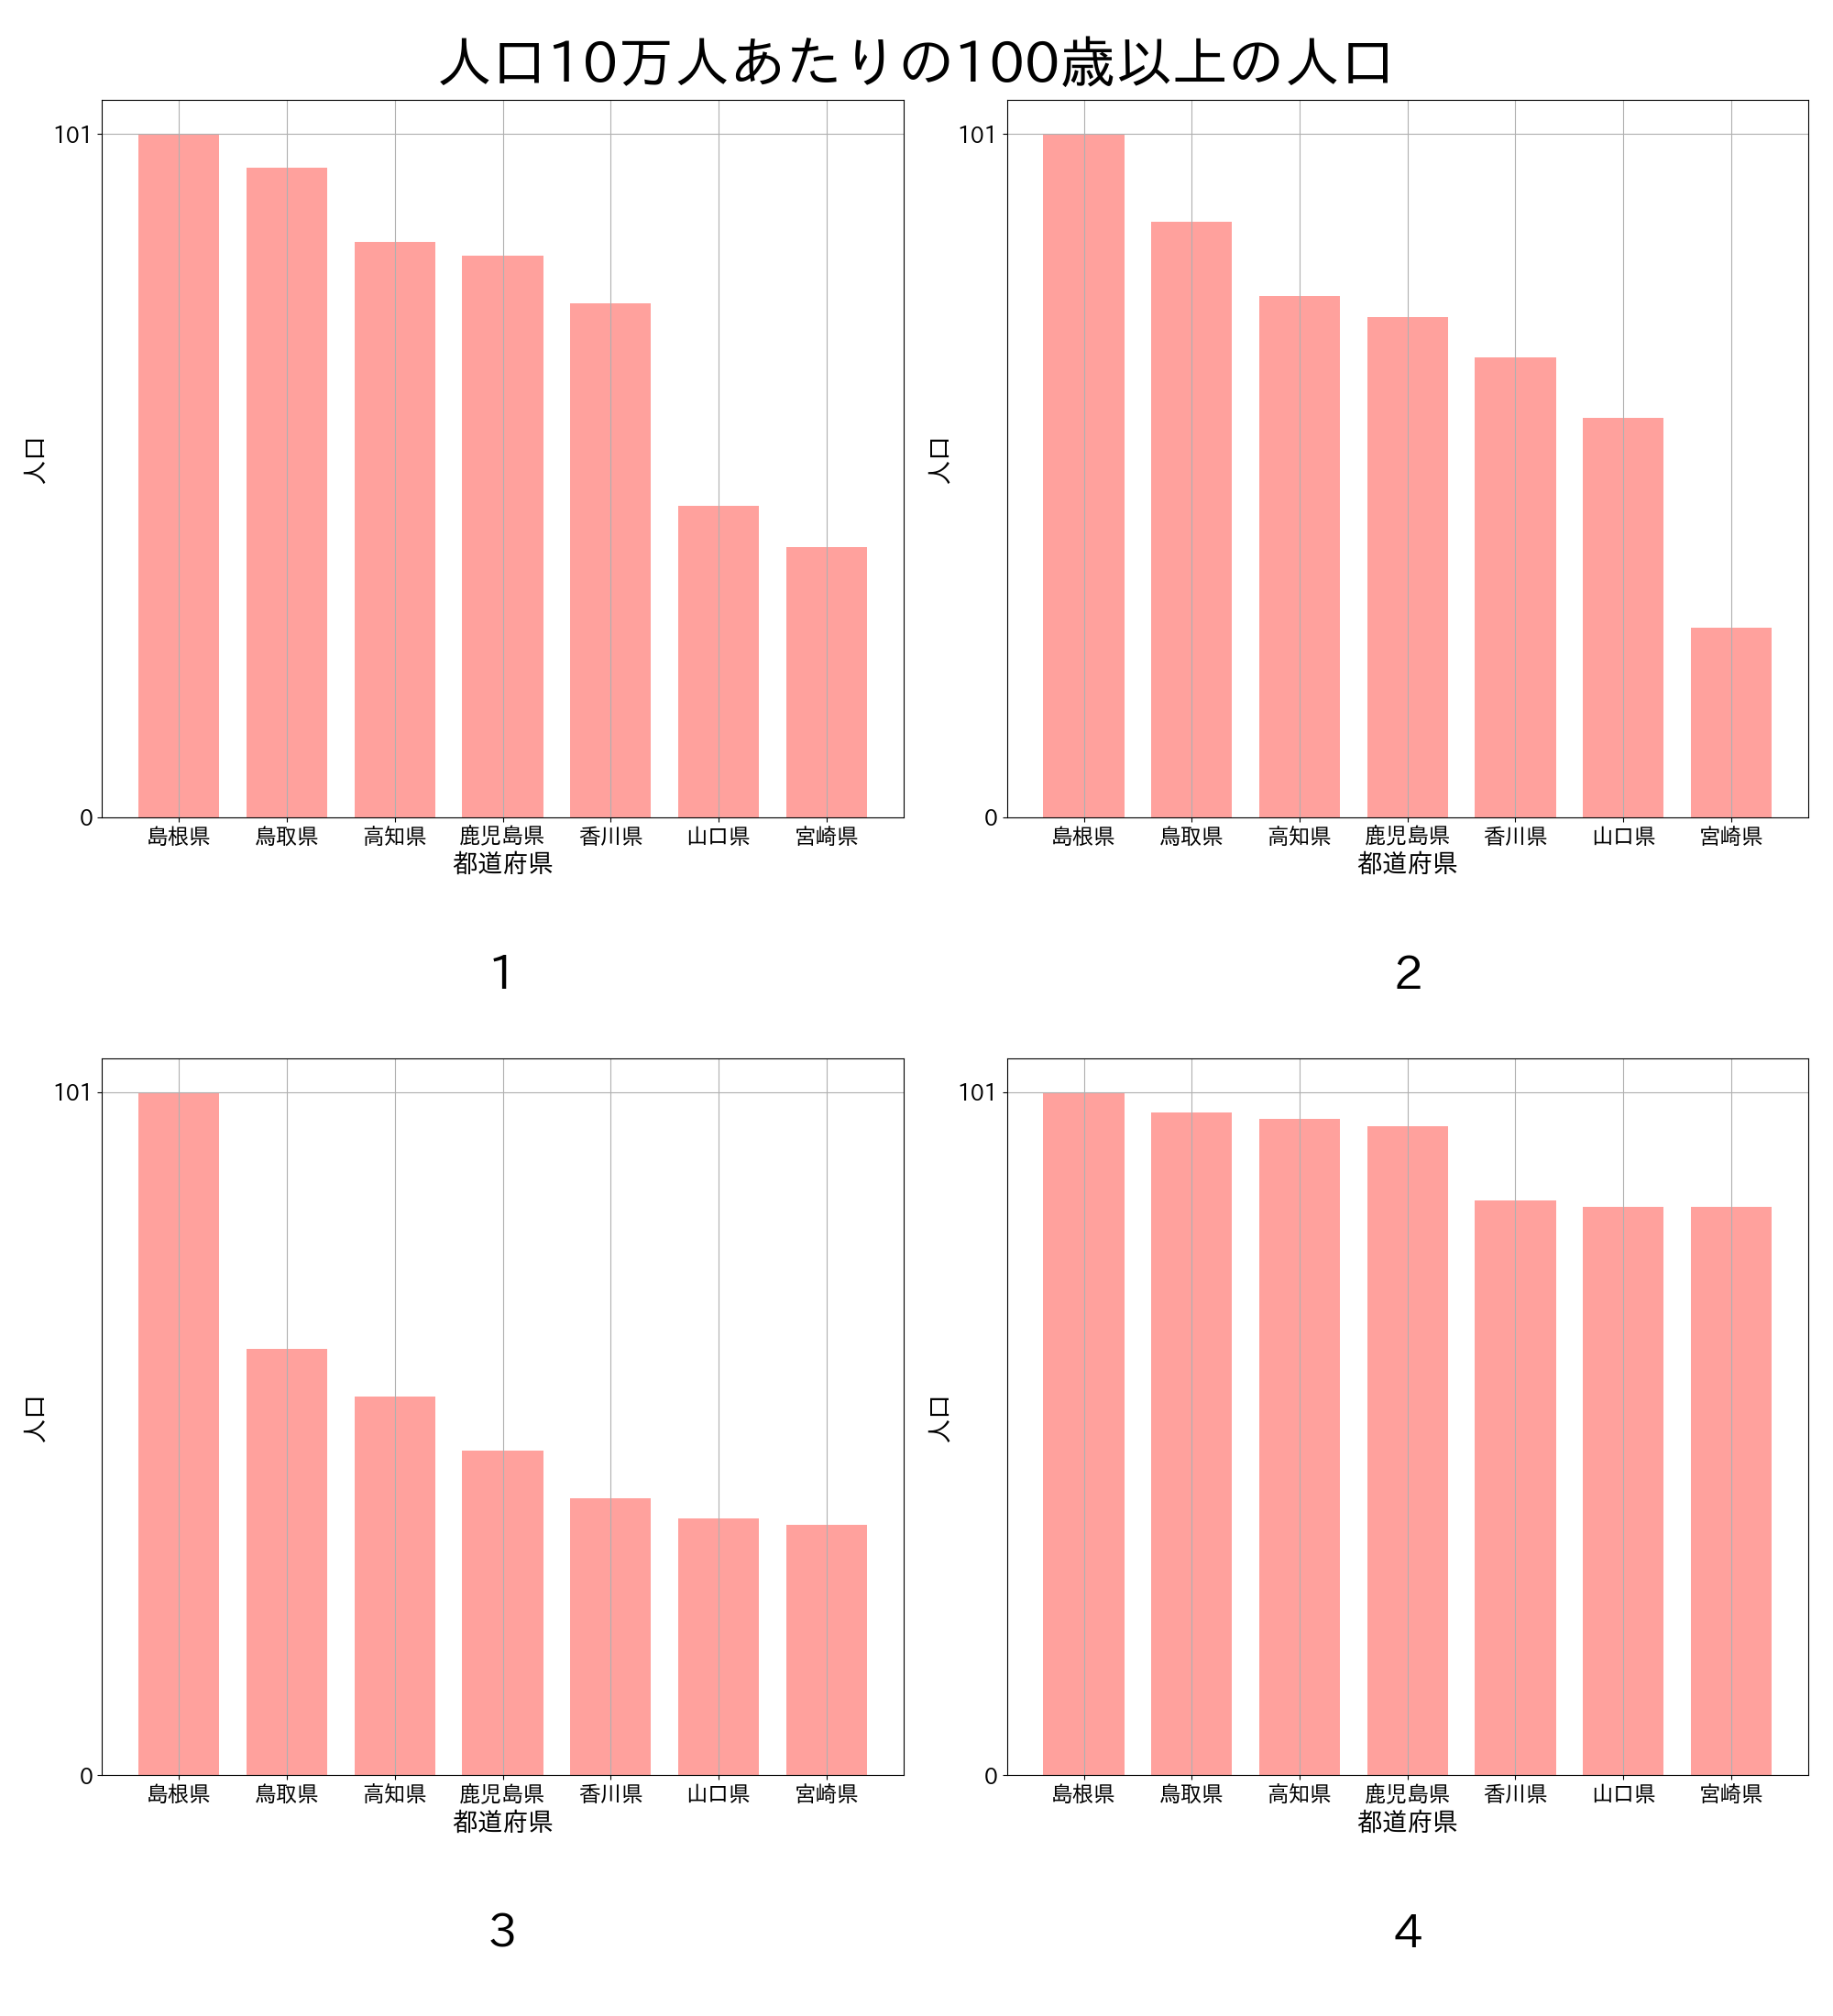 人口10万人あたりの100歳以上の人口
101
0
人口
島根県 鳥取県 高知県 鹿児島県 香川県 山口県 宮崎県
都道府県
1
101
0
人口
島根県 鳥取県 高知県 鹿児島県 香川県 山口県 宮崎県
都道府県
2
101
0
人口
島根県 鳥取県 高知県 鹿児島県 香川県 山口県 宮崎県
都道府県
3
101
0
人口
島根県 鳥取県 高知県 鹿児島県 香川県 山口県 宮崎県
都道府県
4